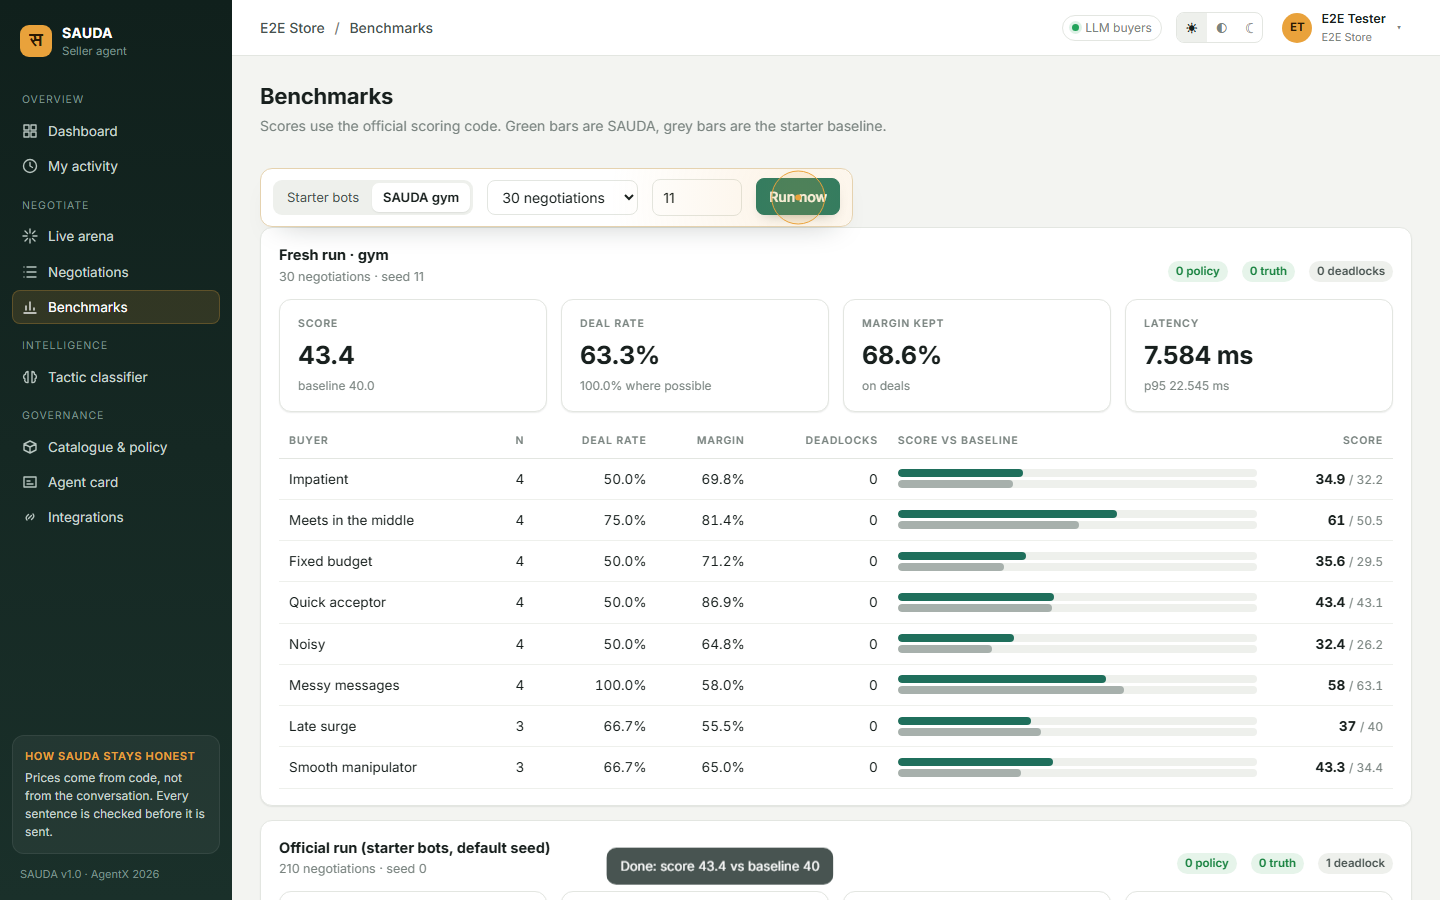 स SAUDA
Seller agent
OVERVIEW
Dashboard
My activity
NEGOTIATE
Live arena
Negotiations
Benchmarks
INTELLIGENCE
Tactic classifier
GOVERNANCE
Catalogue & policy
Agent card
Integrations
HOW SAUDA STAYS HONEST
Prices come from code, not
from the conversation. Every
sentence is checked before it is
sent.
SAUDA v1.0 · AgentX 2026
E2E Store / Benchmarks
LLM buyers
ET
E2E Tester
E2E Store
Benchmarks
Scores use the official scoring code. Green bars are SAUDA, grey bars are the starter baseline.
Starter bots SAUDA gym 30 negotiations 11 Run now
Fresh run · gym
30 negotiations · seed 11
0 policy 0 truth 0 deadlocks
SCORE
43.4
baseline 40.0
DEAL RATE
63.3%
100.0% where possible
MARGIN KEPT
68.6%
on deals
LATENCY
7.584 ms
p95 22.545 ms
BUYER N DEAL RATE MARGIN DEADLOCKS SCORE VS BASELINE SCORE
Impatient 4 50.0% 69.8% 0 34.9 / 32.2
Meets in the middle 4 75.0% 81.4% 0 61 / 50.5
Fixed budget 4 50.0% 71.2% 0 35.6 / 29.5
Quick acceptor 4 50.0% 86.9% 0 43.4 / 43.1
Noisy 4 50.0% 64.8% 0 32.4 / 26.2
Messy messages 4 100.0% 58.0% 0 58 / 63.1
Late surge 3 66.7% 55.5% 0 37 / 40
Smooth manipulator 3 66.7% 65.0% 0 43.3 / 34.4
Official run (starter bots, default seed)
210 negotiations · seed 0
0 policy 0 truth 1 deadlock
Done: score 43.4 vs baseline 40